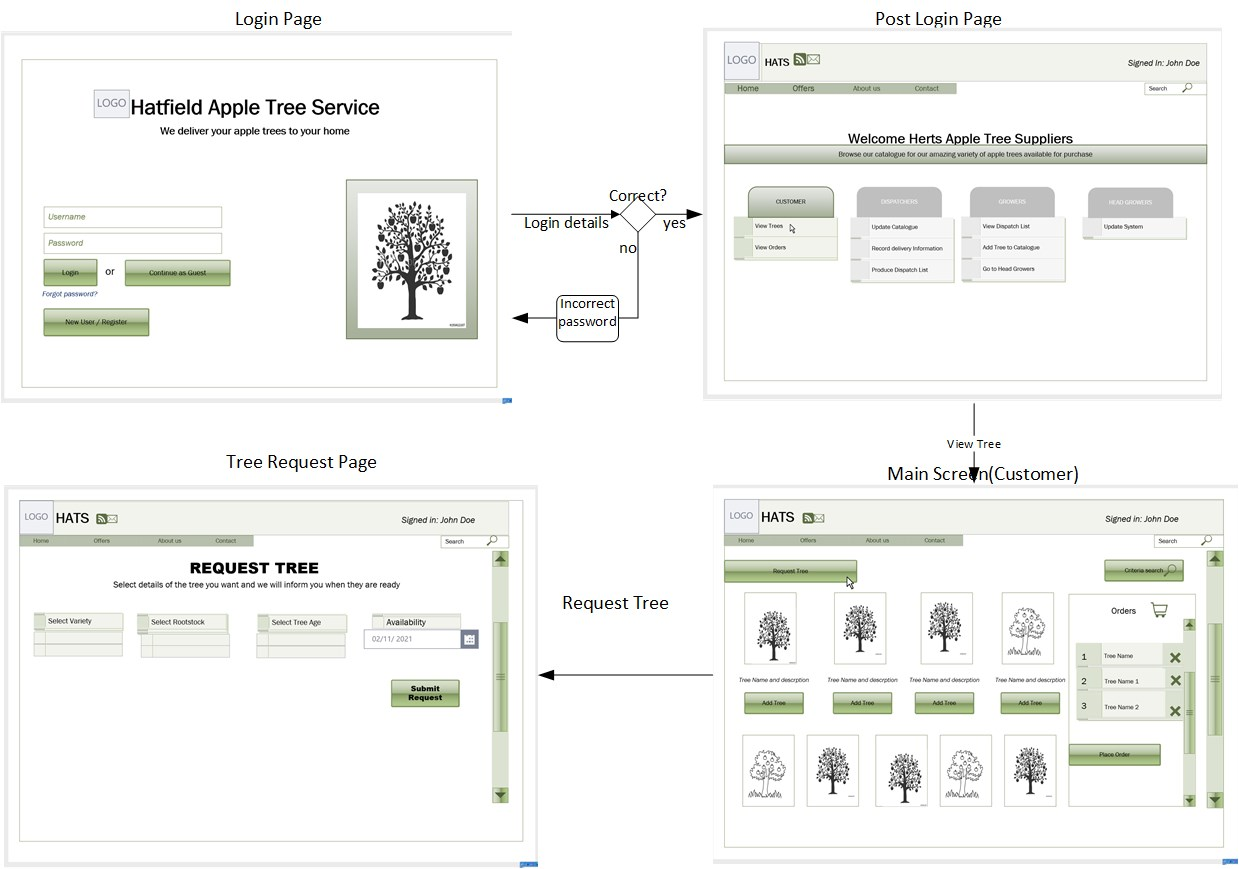 Login Page
LOGO Hatfield Apple Tree Service
We deliver your apple trees to your home
Username
Password
Login or Continue as Guest
Forgot password?
New User / Register
Login details
Correct?
yes
no
Incorrect
password
Post Login Page
LOGO HATS
Signed In: John Doe
Home Offers About us Contact Search
Welcome Herts Apple Tree Suppliers
Browse our catalogue for our amazing variety of apple trees available for purchase
CUSTOMER
View Trees
View Orders
DISPATCHERS
Update Catalogue
Record delivery Information
Produce Dispatch List
GROWERS
View Dispatch List
Add Tree to Catalogue
Go to Head Growers
HEAD GROWERS
Update System
View Tree
Main Screen(Customer)
LOGO HATS
Signed in: John Doe
Home Offers About us Contact Search
Request Tree
Criteria search
Tree Name and descrption Tree Name and descrption Tree Name and descrption Tree Name and descrption
Add Tree Add Tree Add Tree Add Tree
Orders
1 Tree Name
2 Tree Name 1
3 Tree Name 2
Place Order
Request Tree
Tree Request Page
LOGO HATS
Signed in: John Doe
Home Offers About us Contact Search
REQUEST TREE
Select details of the tree you want and we will inform you when they are ready
Select Variety Select Rootstock Select Tree Age Availability
02/11/ 2021
Submit
Request